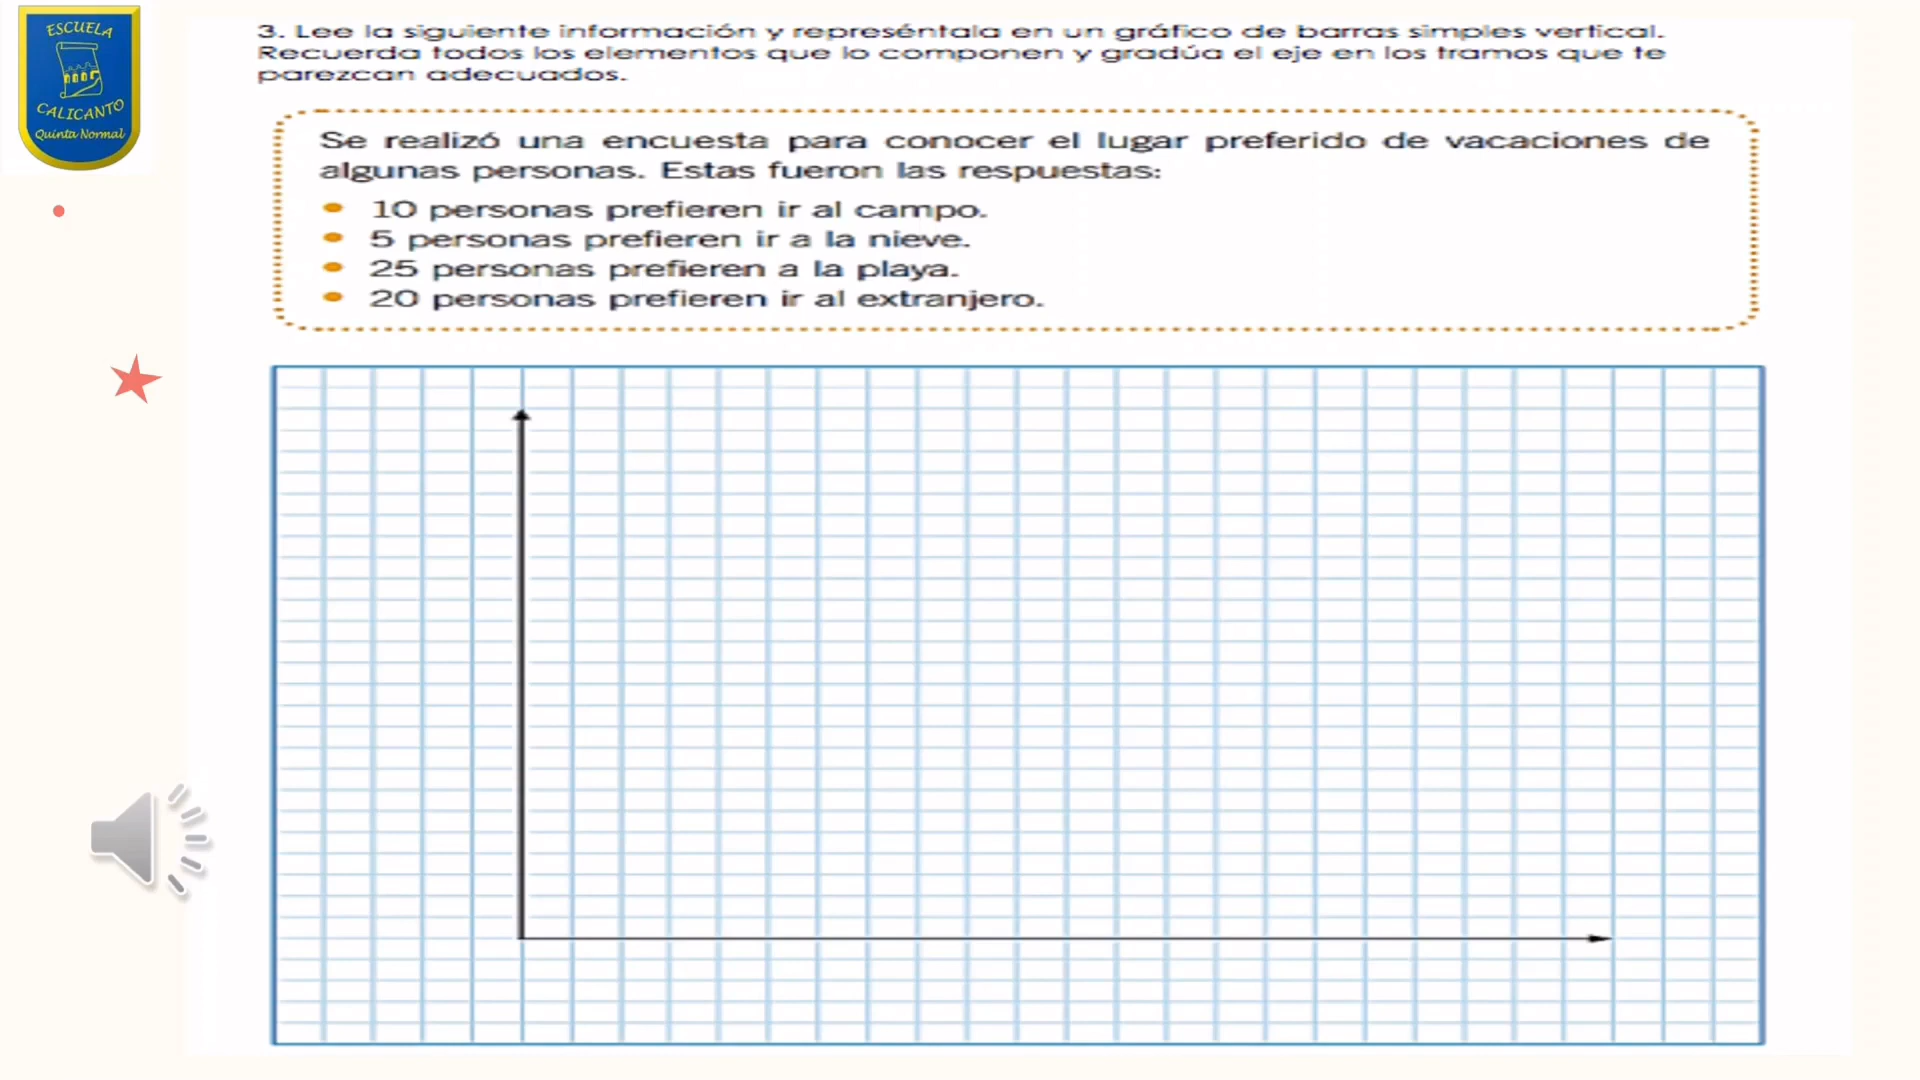 ESCUELA
CALICANTO
Quinta Normal
3. Lee la siguiente información y represéntala en un gráfico de barras simples vertical.
Recuerda todos los elementos que lo componen y gradúa el eje en los tramos que te
parezcan adecuados.
Se realizó una encuesta para conocer el lugar preferido de vacaciones de
algunas personas. Estas fueron las respuestas:
10 personas prefieren ir al campo.
5 personas prefieren ir a la nieve.
25 personas prefieren a la playa.
20 personas prefieren ir al extranjero.